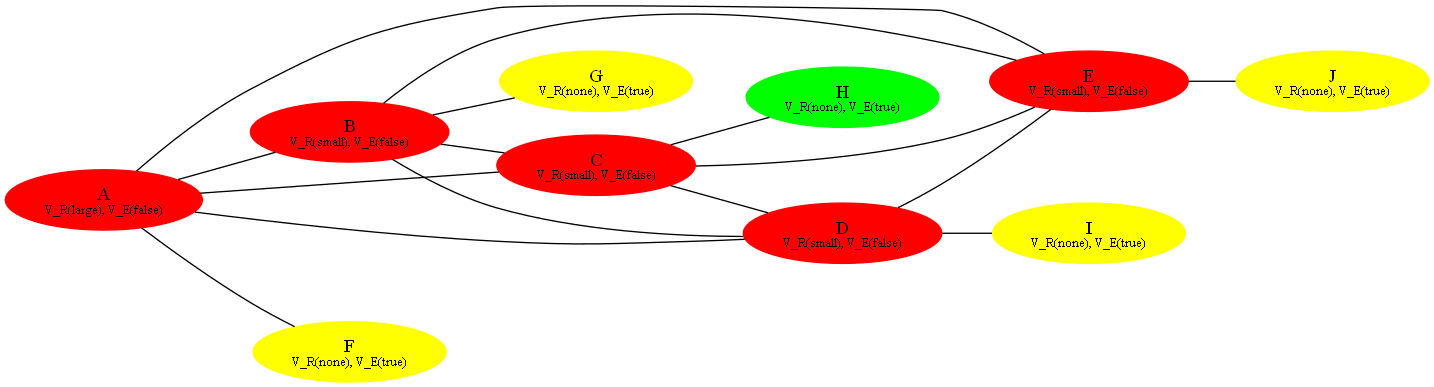 A
V_R(large), V_E(false)
B
V_R(small), V_E(false)
G
V_R(none), V_E(true)
C
V_R(small), V_E(false)
H
V_R(none), V_E(true)
D
V_R(small), V_E(false)
E
V_R(small), V_E(false)
I
V_R(none), V_E(true)
J
V_R(none), V_E(true)
F
V_R(none), V_E(true)